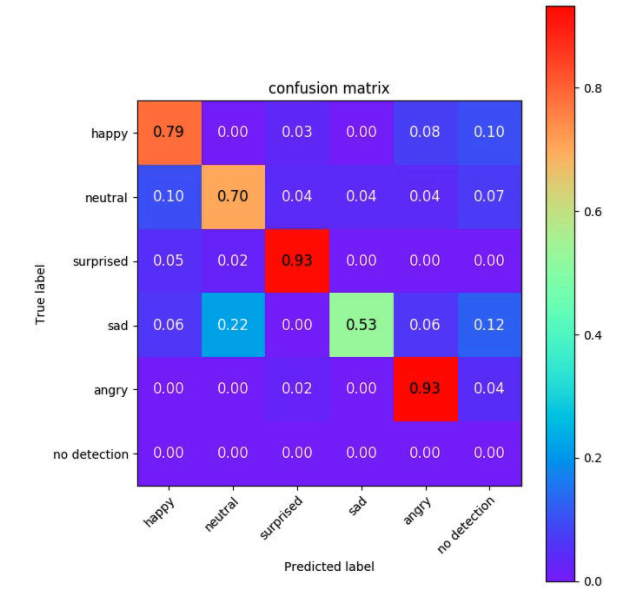 confusion matrix
happy 0.79 0.00 0.03 0.00 0.08 0.10
neutral 0.10 0.70 0.04 0.04 0.04 0.07
surprised 0.05 0.02 0.93 0.00 0.00 0.00
sad 0.06 0.22 0.00 0.53 0.06 0.12
angry 0.00 0.00 0.02 0.00 0.93 0.04
no detection 0.00 0.00 0.00 0.00 0.00 0.00
True label
happy neutral surprised sad angry no detection
Predicted label
0.8
0.6
0.4
0.2
0.0